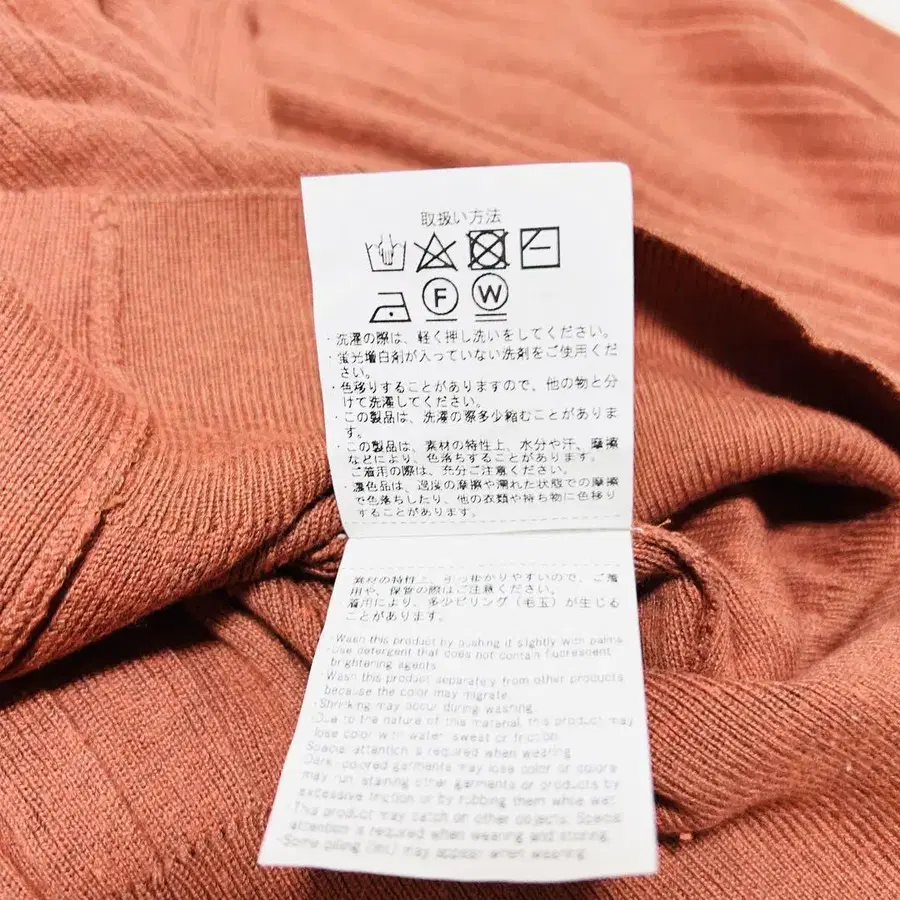 取扱い方法
F W
・洗濯の際は、軽く押し洗いをしてください。
・蛍光増白剤が入っていない洗剤をご使用くだ
さい。
・色移りすることがありますので、他の物と分
けて洗濯してください。
・この製品は、洗濯の際多少縮むことがありま
す。
・この製品は、素材の特性上、水分や汗、摩擦
などにより、色落ちすることがあります。
ご着用の際は、充分ご注意ください。
・濃色品は、過度の摩擦や濡れた状態での摩擦
で色落ちしたり、他の衣類や持ち物に色移り
することがあります。
素材の特性上、引っ掛かりやすいので、ご着
用や、保管の際はご注意ください。
着用により、多少ピリング（毛玉）が生じる
ことがあります。
・Wash this product by pushing it slightly with palms
・Use detergent that does not contain fluorescent
brightening agents
・Wash this product separately from other products
because the color may migrate.
・Shrinking may occur during washing.
・Due to the nature of this material, this product may
lose color with water, sweat or friction.
Special attention is required when wearing
Dark-colored garments may lose color or colors
may run, staining other garments or products by
excessive friction or by rubbing them while wet.
This product may catch on other objects. Special
attention is required when wearing and storing.
Some piling (lint) may appear when wearing